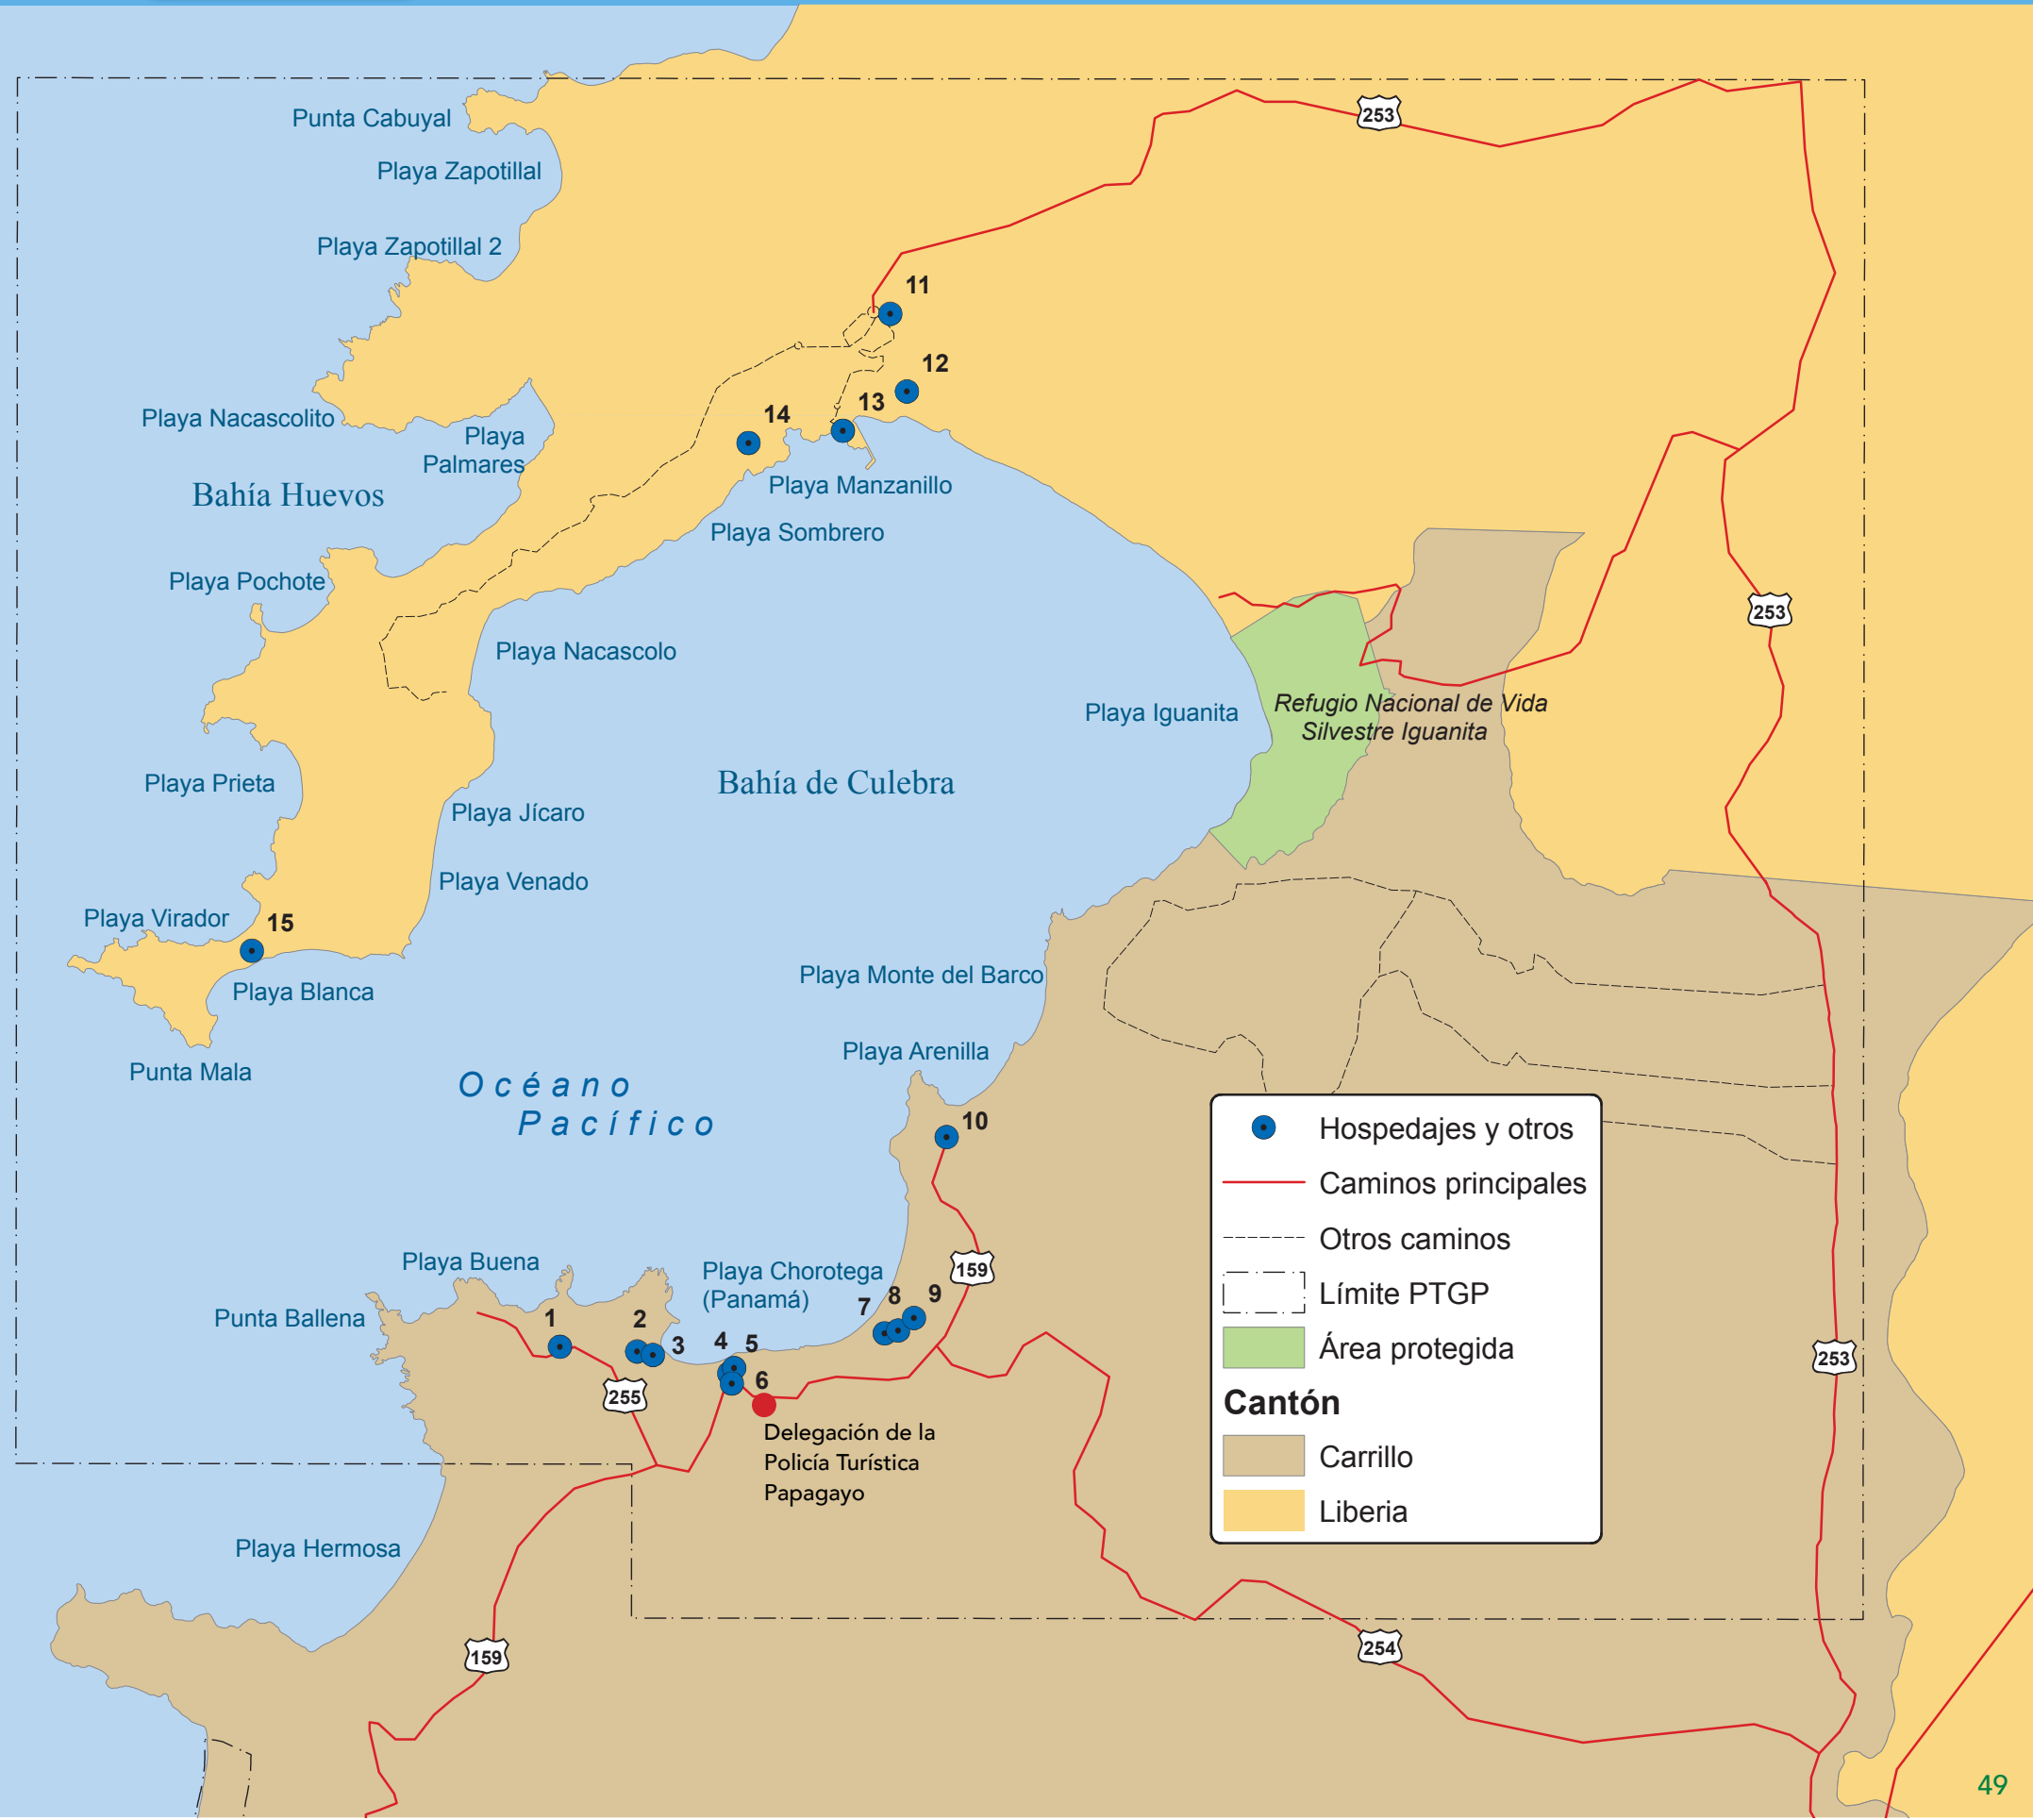 Punta Cabuyal
253
Playa Zapotillal
Playa Zapotillal 2
11
12
13
14
Playa Nacascolito
Playa
Palmares
Bahía Huevos
Playa Manzanillo
Playa Sombrero
Playa Pochote
253
Playa Nacascolo
Playa Iguanita
Refugio Nacional de Vida
Silvestre Iguanita
Bahía de Culebra
Playa Prieta
Playa Jícaro
Playa Venado
Playa Virador
15
Playa Blanca
Playa Monte del Barco
Playa Arenilla
Punta Mala
Océano
Pacífico
10
Playa Buena
Playa Chorotega
(Panamá)
159
Punta Ballena
1
2
3
4
5
6
7
8
9
255
253
Delegación de la
Policía Turística
Papagayo
Playa Hermosa
159
254
Hospedajes y otros
Caminos principales
Otros caminos
Límite PTGP
Área protegida
Cantón
Carrillo
Liberia
49